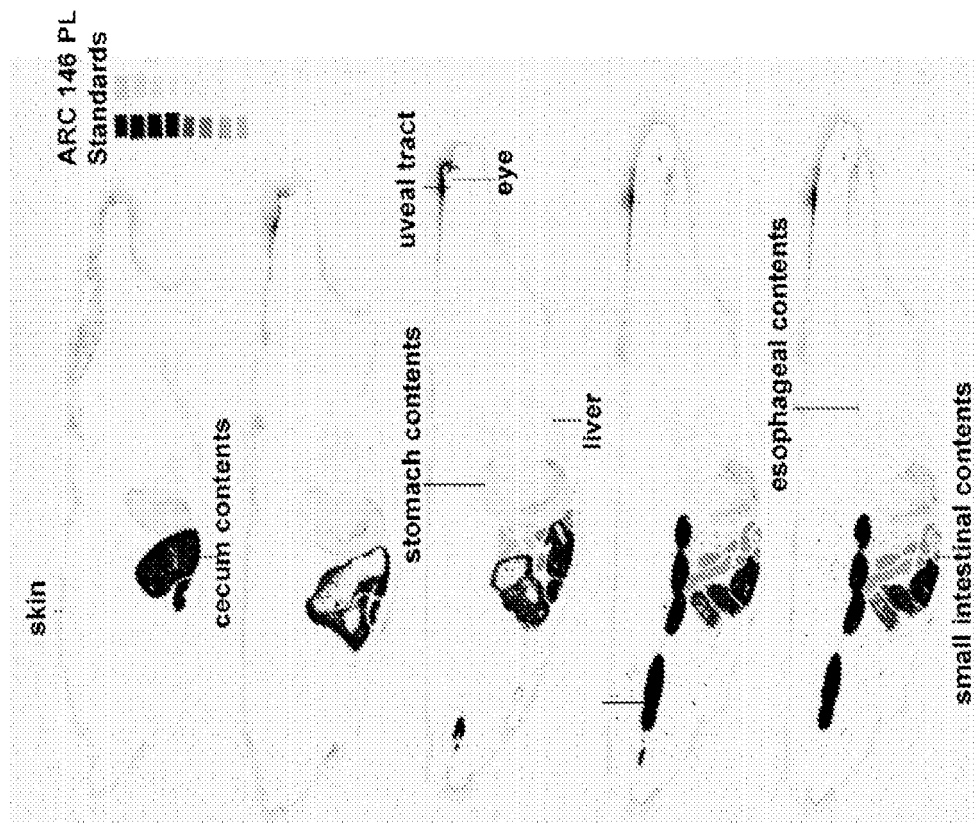 skin
ARC 146 PL
Standards
cecum contents
uveal tract
eye
stomach contents
liver
esophageal contents
small intestinal contents